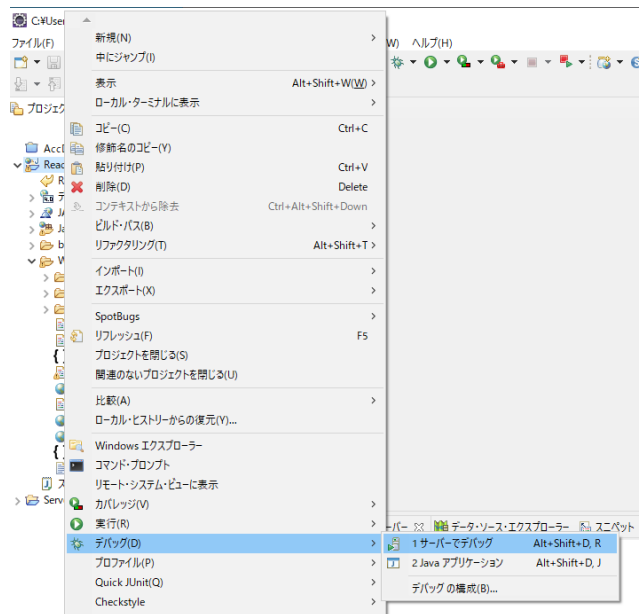 C:¥User
ファイル(F)
W) ヘルプ(H)
プロジェク
Acc
Reac
新規(N)
中にジャンプ(I)
表示 Alt+Shift+W(W)
ローカル・ターミナルに表示
コピー(C) Ctrl+C
修飾名のコピー(Y)
貼り付け(P) Ctrl+V
削除(D) Delete
コンテキストから除去 Ctrl+Alt+Shift+Down
ビルド・パス(B)
リファクタリング(T) Alt+Shift+T
インポート(I)
エクスポート(X)
SpotBugs
リフレッシュ(F) F5
プロジェクトを閉じる(S)
関連のないプロジェクトを閉じる(U)
比較(A)
ローカル・ヒストリーからの復元(Y)...
Windows エクスプローラー
コマンド・プロンプト
リモート・システム・ビューに表示
カバレッジ(V)
実行(R)
デバッグ(D)
プロファイル(P)
Quick JUnit(Q)
Checkstyle
Serv
ーバー データ・ソース・エクスプローラー スニペット
1 サーバーでデバッグ Alt+Shift+D, R
2 Java アプリケーション Alt+Shift+D, J
デバッグの構成(B)...